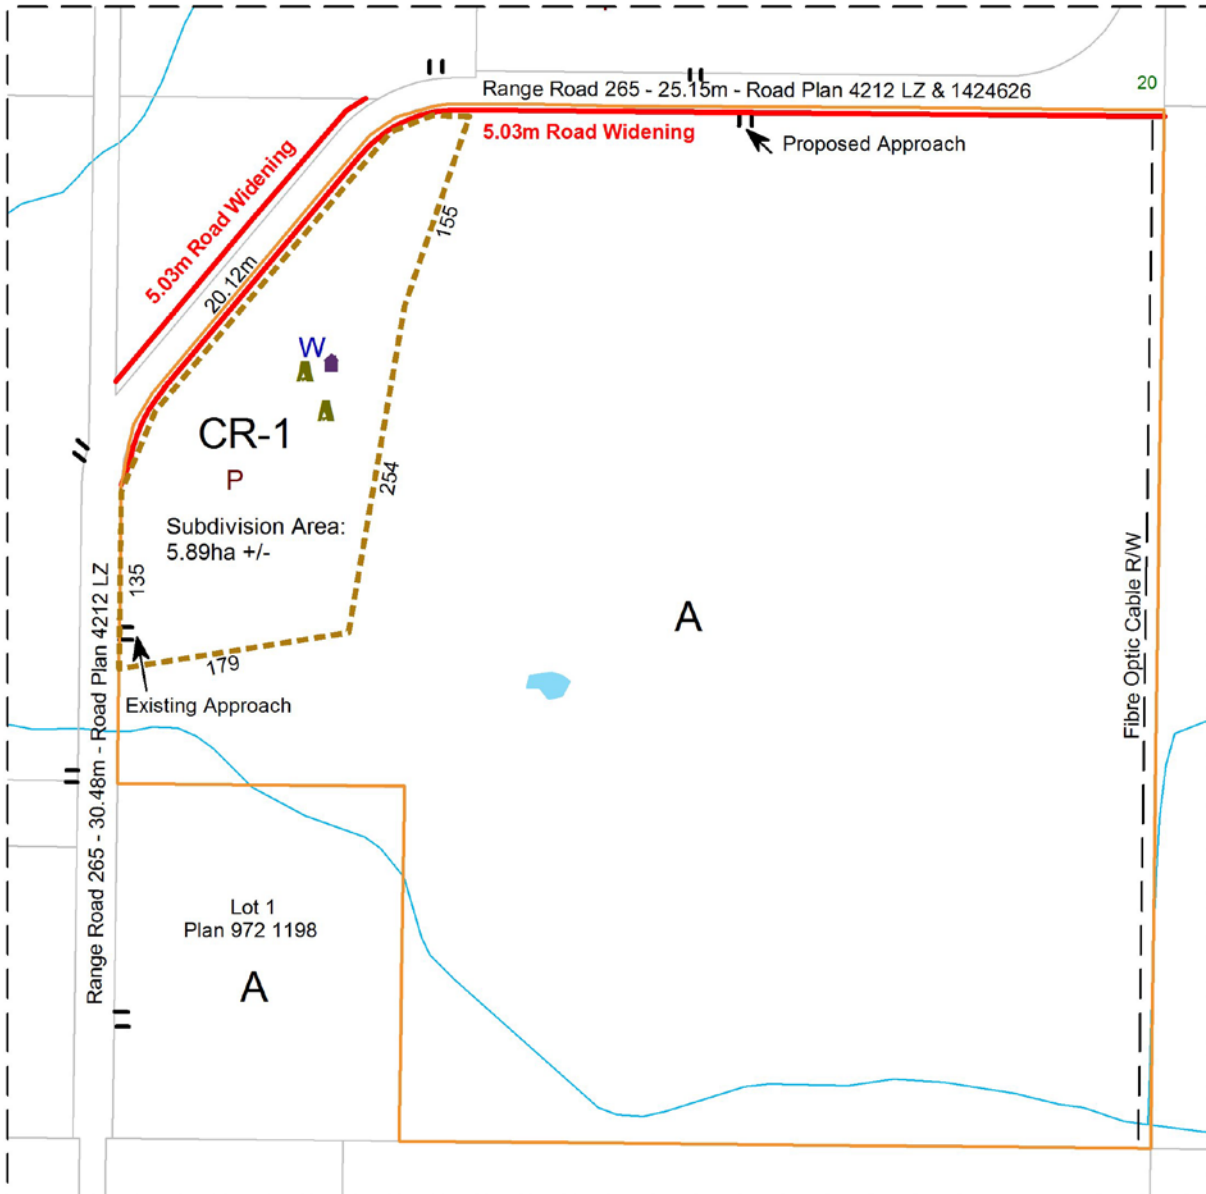 Range Road 265 - 25.15m - Road Plan 4212 LZ & 1424626
20
5.03m Road Widening
Proposed Approach
5.03m Road Widening
20.12m
155
W
CR-1
P
254
Subdivision Area:
5.89ha +/-
135
179
Existing Approach
A
Fibre Optic Cable R/W
Range Road 265 - 30.48m - Road Plan 4212 LZ
Lot 1
Plan 972 1198
A